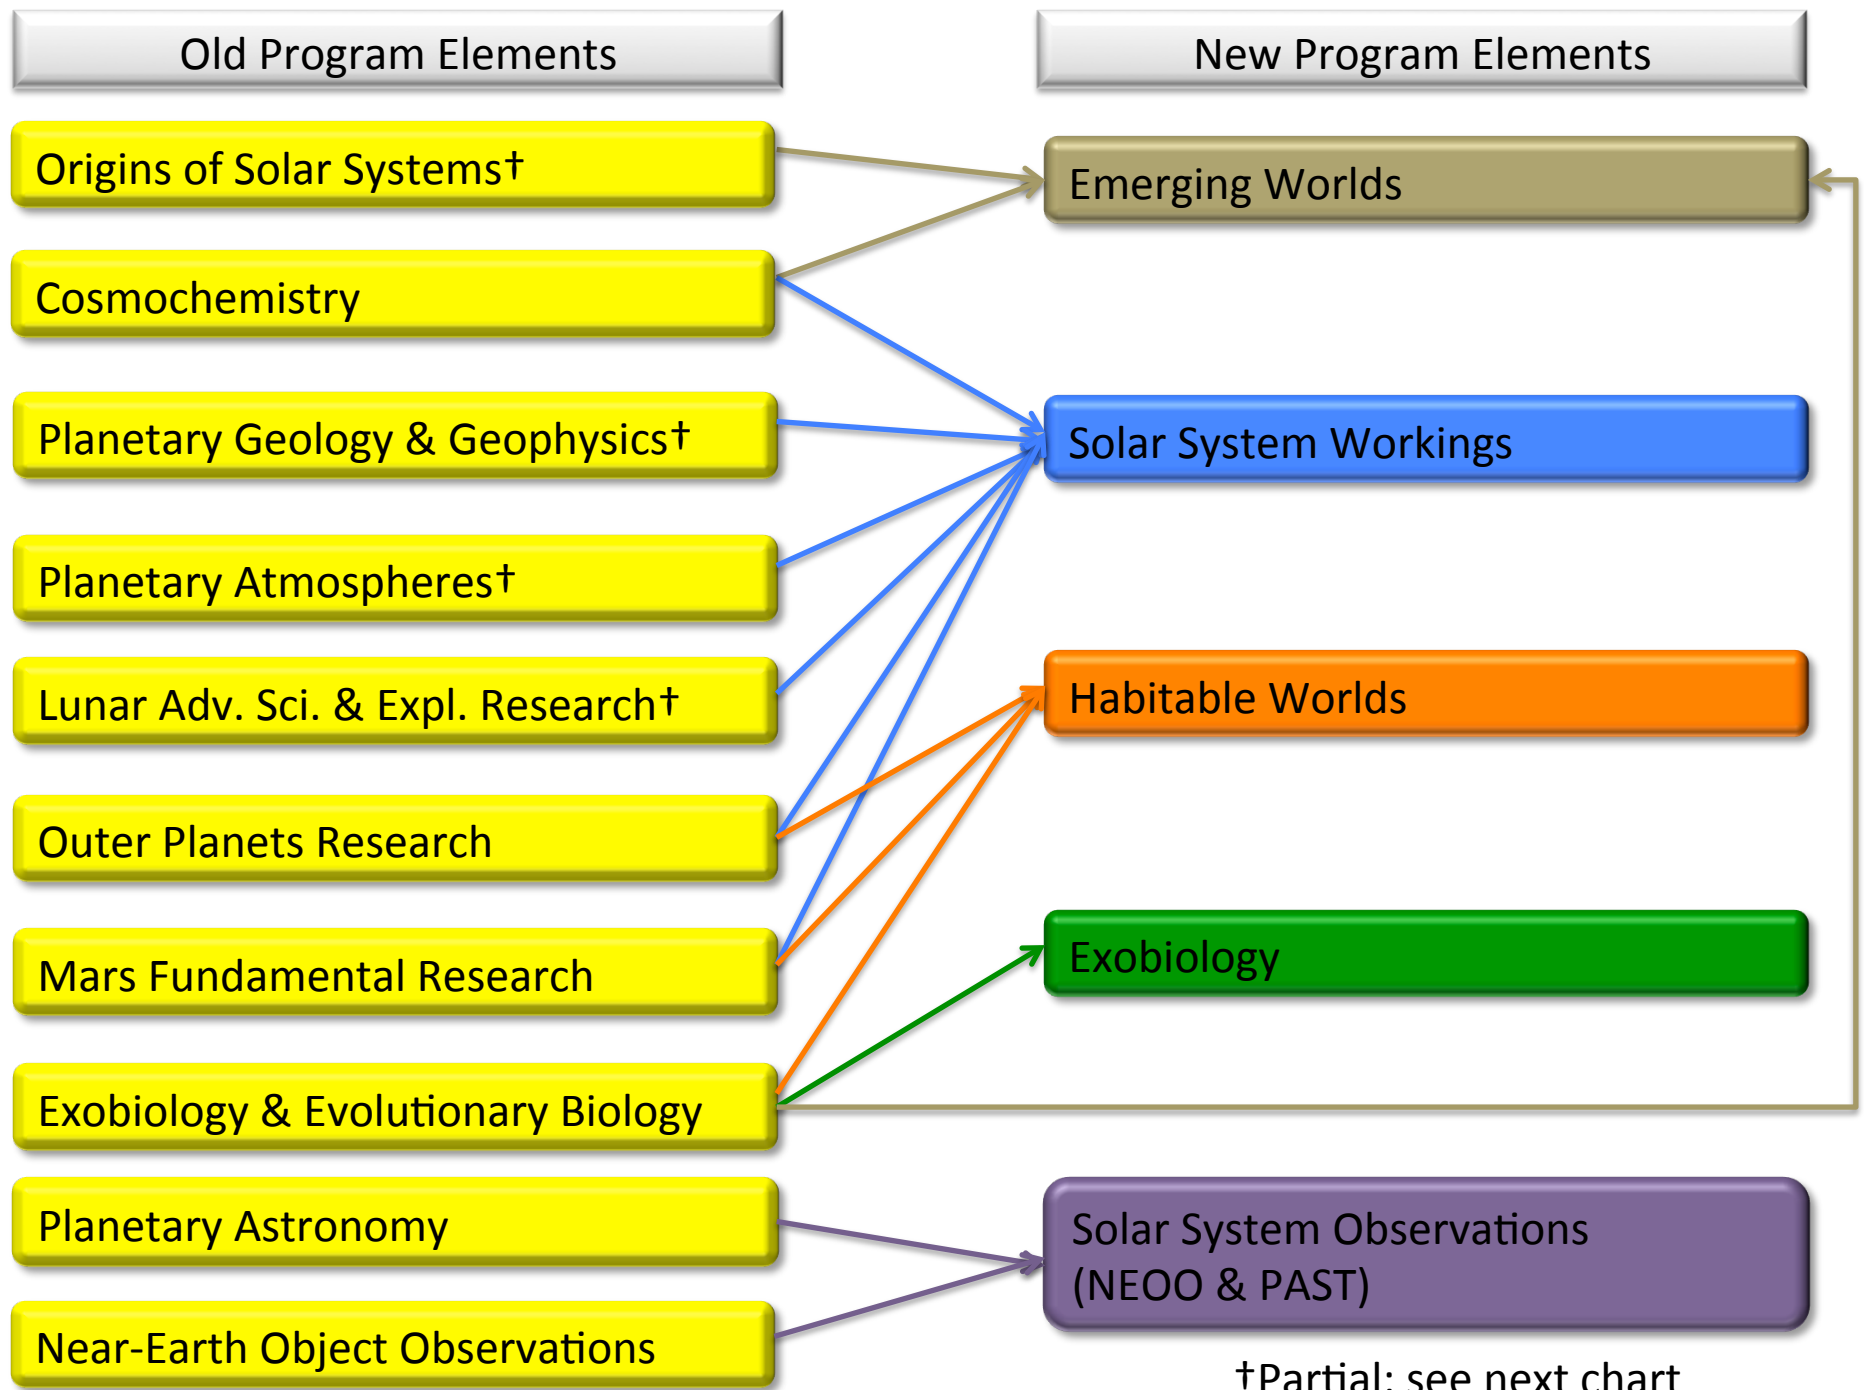 Old Program Elements
New Program Elements
Origins of Solar Systems†
Cosmochemistry
Planetary Geology & Geophysics†
Planetary Atmospheres†
Lunar Adv. Sci. & Expl. Research†
Outer Planets Research
Mars Fundamental Research
Exobiology & Evolutionary Biology
Planetary Astronomy
Near-Earth Object Observations
Emerging Worlds
Solar System Workings
Habitable Worlds
Exobiology
Solar System Observations
(NEOO & PAST)
†Partial: see next chart